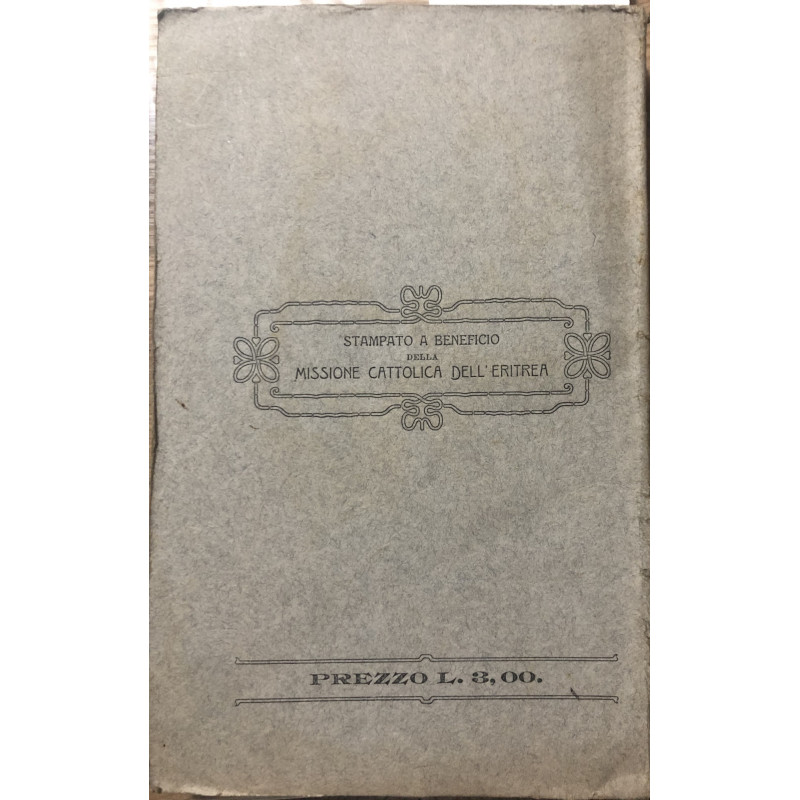 STAMPATO A BENEFICIO
DELLA
MISSIONE CATTOLICA DELL'ERITREA
PREZZO L. 3,00.